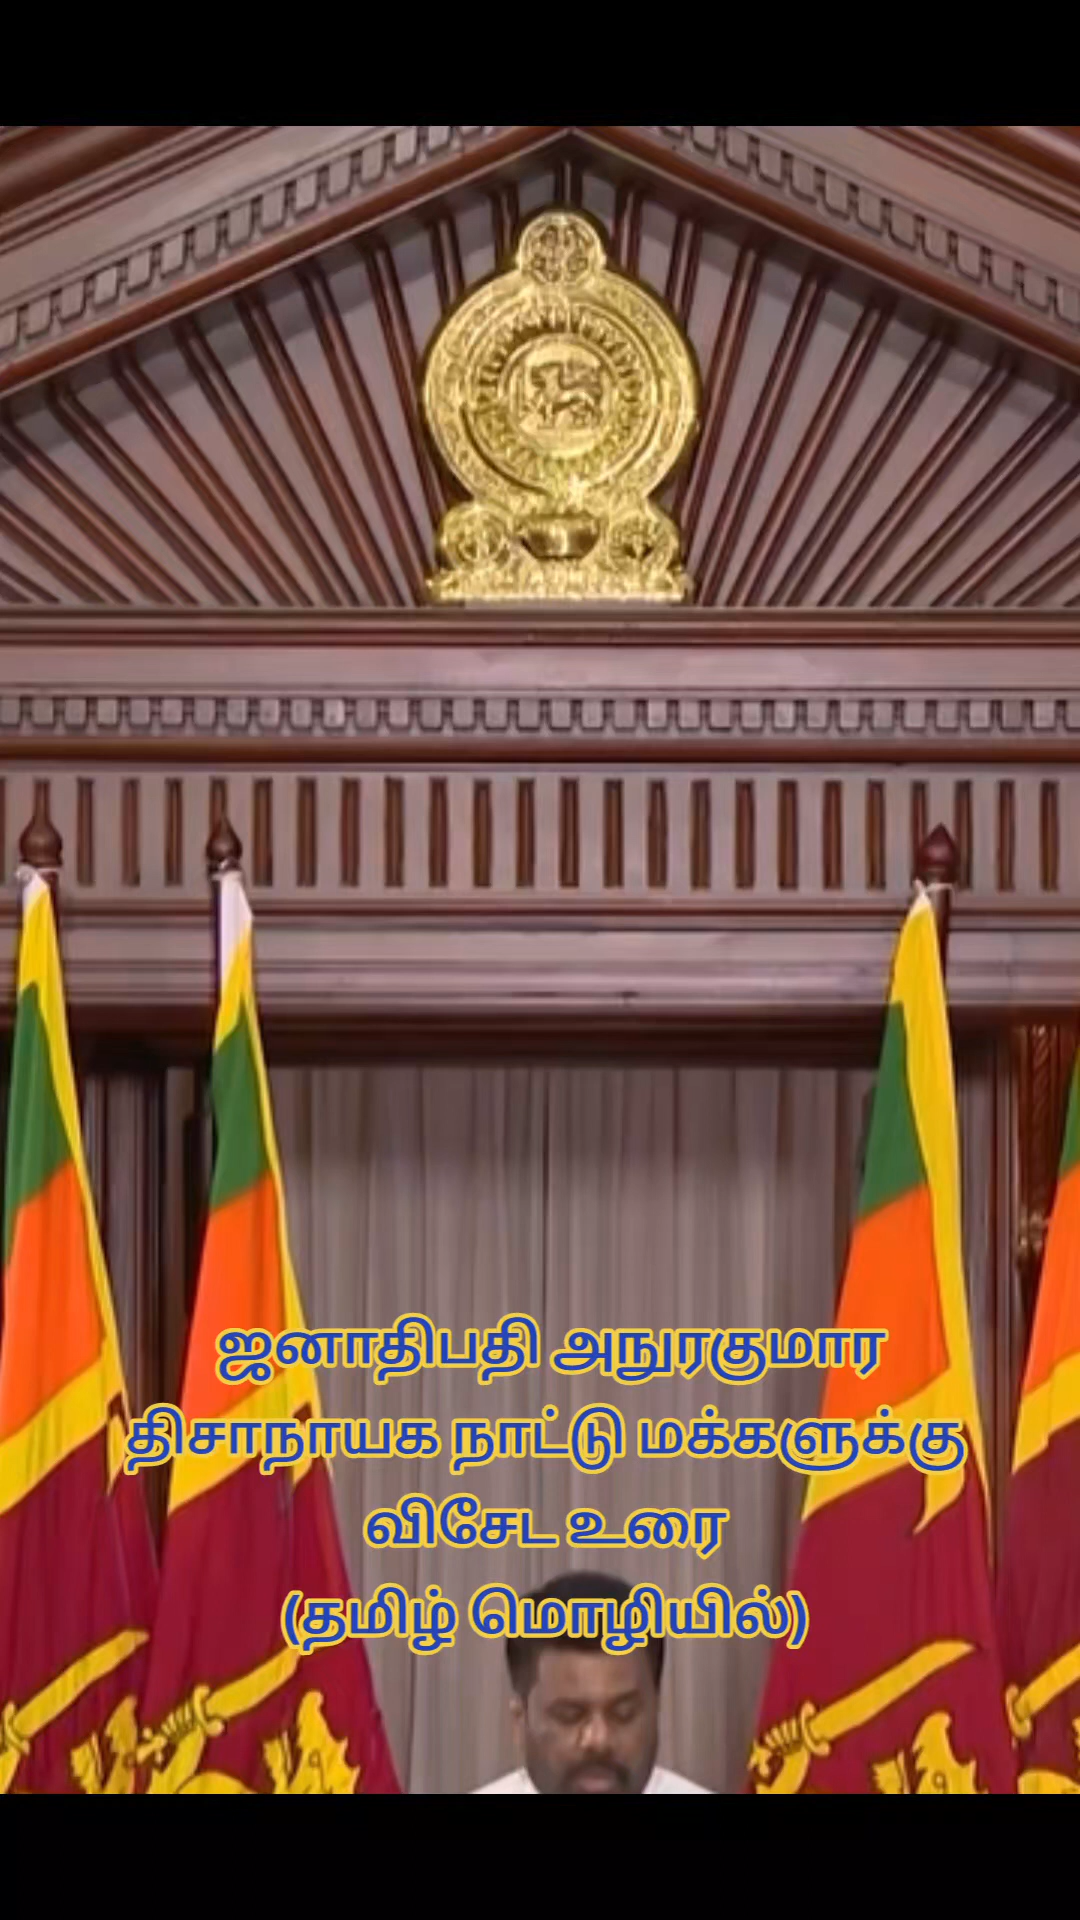 ஜனாதிபதி அநுரகுமார
திசாநாயக நாட்டு மக்களுக்கு
விசேட உரை
(தமிழ் மொழியில்)